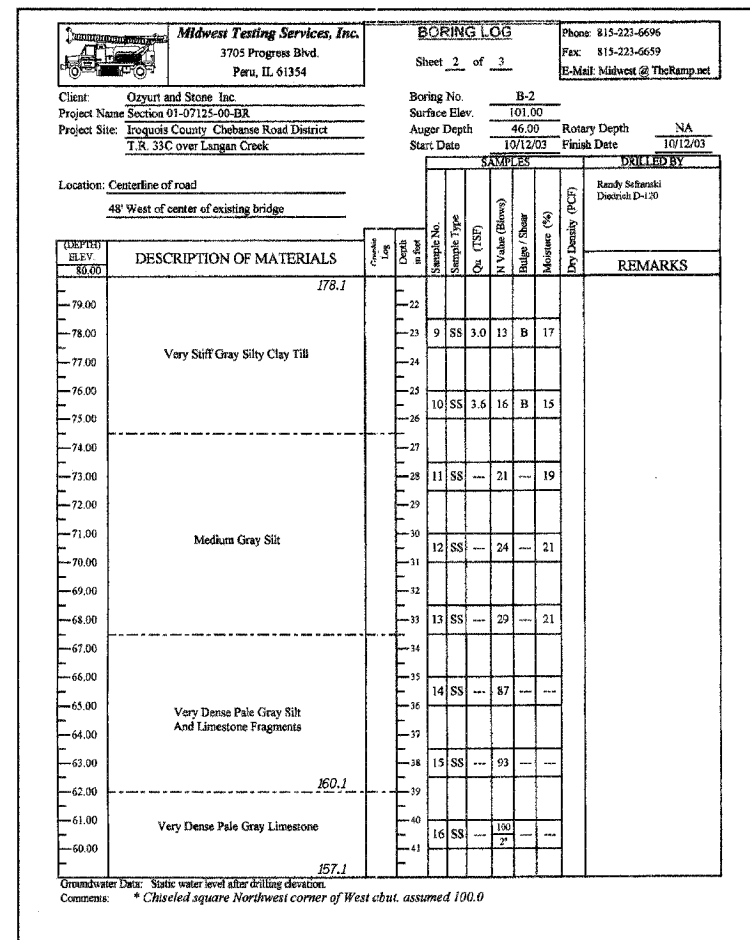 Midwest Testing Services, Inc.
3705 Progress Blvd.
Peru, IL 61354
BORING LOG
Sheet 2 of 3
Phone: 815-223-6696
Fax: 815-223-6659
E-Mail: Midwest @ TheRamp.net
Client: Ozyurt and Stone Inc.
Project Name Section 01-07125-00-BR
Project Site: Iroquois County Chebanse Road District
T.R. 33C over Langan Creek
Boring No. B-2
Surface Elev. 101.00
Auger Depth 46.00 Rotary Depth NA
Start Date 10/12/03 Finish Date 10/12/03
SAMPLES
DRILLED BY
Location: Centerline of road
48' West of center of existing bridge
Randy Safranski
Diedrich D-120
(DEPTH)
ELEV.
80.00
DESCRIPTION OF MATERIALS
Log
Depth in feet
Sample No.
Sample Type
Qu (TSF)
N Value (Blows)
Bulge / Shear
Moisture (%)
Dry Density (PCF)
REMARKS
178.1
79.00 22
78.00 23 9 SS 3.0 13 B 17
Very Stiff Gray Silty Clay Till
77.00 24
76.00 25
10 SS 3.6 16 B 15
75.00 26
74.00 27
73.00 28 11 SS --- 21 --- 19
72.00 29
71.00 30
Medium Gray Silt
12 SS --- 24 --- 21
70.00 31
69.00 32
68.00 33 13 SS --- 29 --- 21
67.00 34
66.00 35
14 SS --- 87 --- ---
65.00 36
Very Dense Pale Gray Silt
And Limestone Fragments
64.00 37
63.00 38 15 SS --- 93 --- ---
160.1
62.00 39
61.00 40
Very Dense Pale Gray Limestone
16 SS --- 100 --- ---
2"
60.00 41
157.1
Groundwater Data: Static water level after drilling elevation.
Comments: * Chiseled square Northwest corner of West abut. assumed 100.0